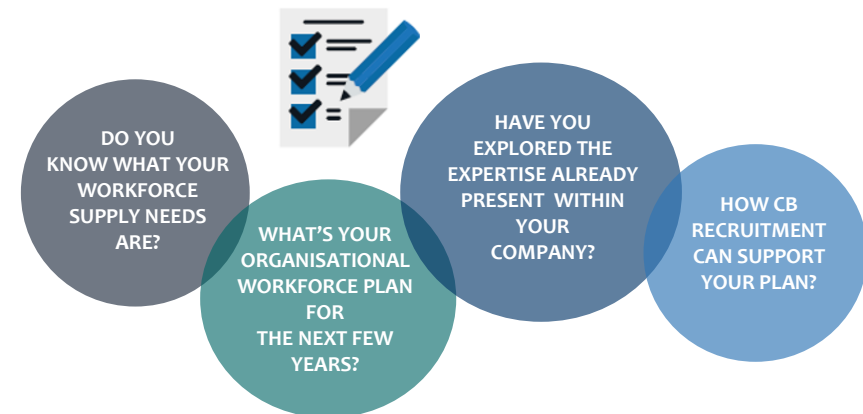 DO YOU
KNOW WHAT YOUR
WORKFORCE
SUPPLY NEEDS
ARE?
WHAT'S YOUR
ORGANISATIONAL
WORKFORCE PLAN
FOR
THE NEXT FEW
YEARS?
HAVE YOU
EXPLORED THE
EXPERTISE ALREADY
PRESENT WITHIN
YOUR
COMPANY?
HOW CB
RECRUITMENT
CAN SUPPORT
YOUR PLAN?